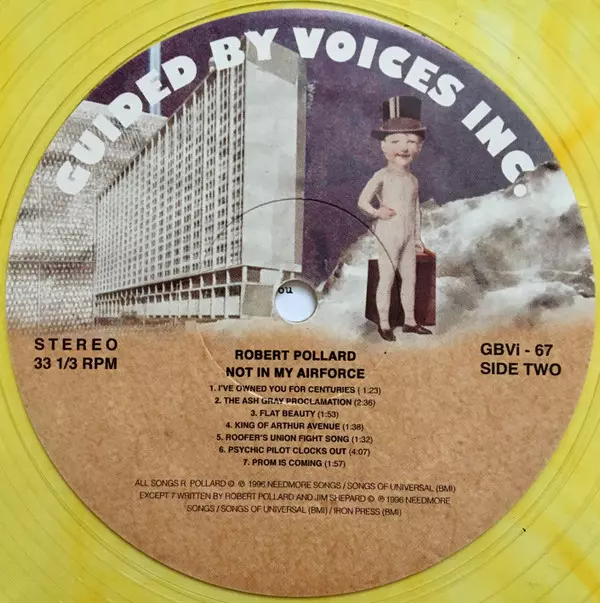 GUIDED BY VOICES INC.
ou
STEREO
33 1/3 RPM
GBVi - 67
SIDE TWO
ROBERT POLLARD
NOT IN MY AIRFORCE
1. I'VE OWNED YOU FOR CENTURIES ( 1:23)
2. THE ASH GRAY PROCLAMATION (2:36)
3. FLAT BEAUTY (1:53)
4. KING OF ARTHUR AVENUE (1:38)
5. ROOFER'S UNION FIGHT SONG (1:32)
6. PSYCHIC PILOT CLOCKS OUT (4:07)
7. PROM IS COMING (1:57)
ALL SONGS R. POLLARD © ℗ 1996 NEEDMORE SONGS / SONGS OF UNIVERSAL (BMI)
EXCEPT 7 WRITTEN BY ROBERT POLLARD AND JIM SHEPARD © ℗ 1996 NEEDMORE
SONGS / SONGS OF UNIVERSAL (BMI) / IRON PRESS (BMI)